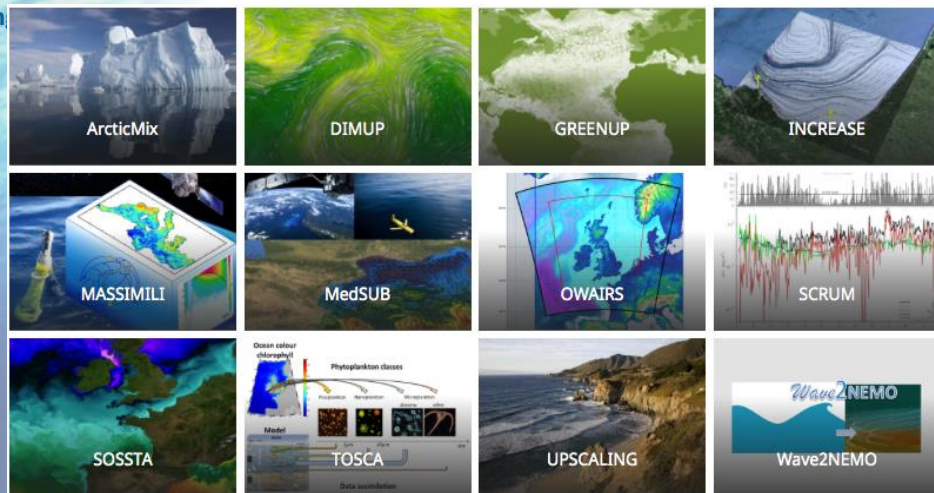 ArcticMix
DIMUP
GREENUP
INCREASE
MASSIMILI
MedSUB
OWAIRS
SCRUM
SOSSTA
Ocean colour
chlorophyll
Phytoplankton classes
Model
TOSCA
Data assimilation
UPSCALING
Wave2NEMO
Wave2NEMO